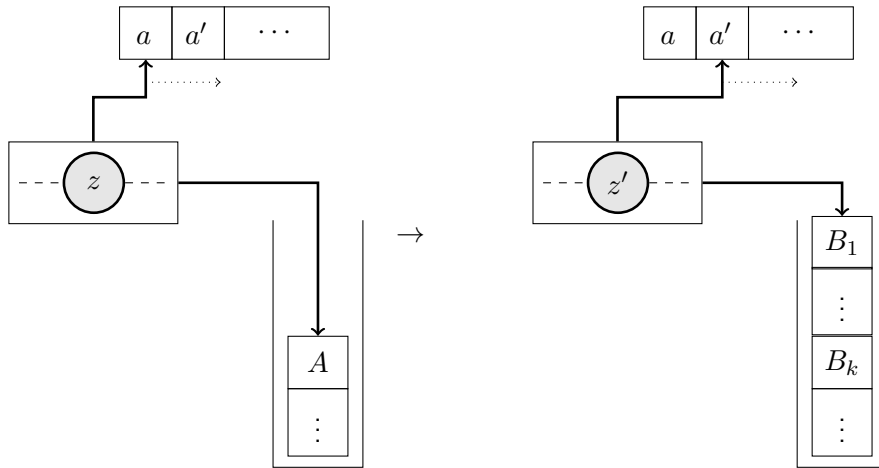 a a′ ⋯ a a′ ⋯
z z′
→
B₁
⋮
A Bₖ
⋮ ⋮